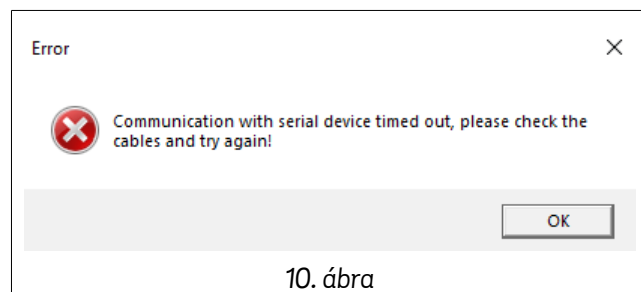 Error
Communication with serial device timed out, please check the
cables and try again!
OK
10. ábra